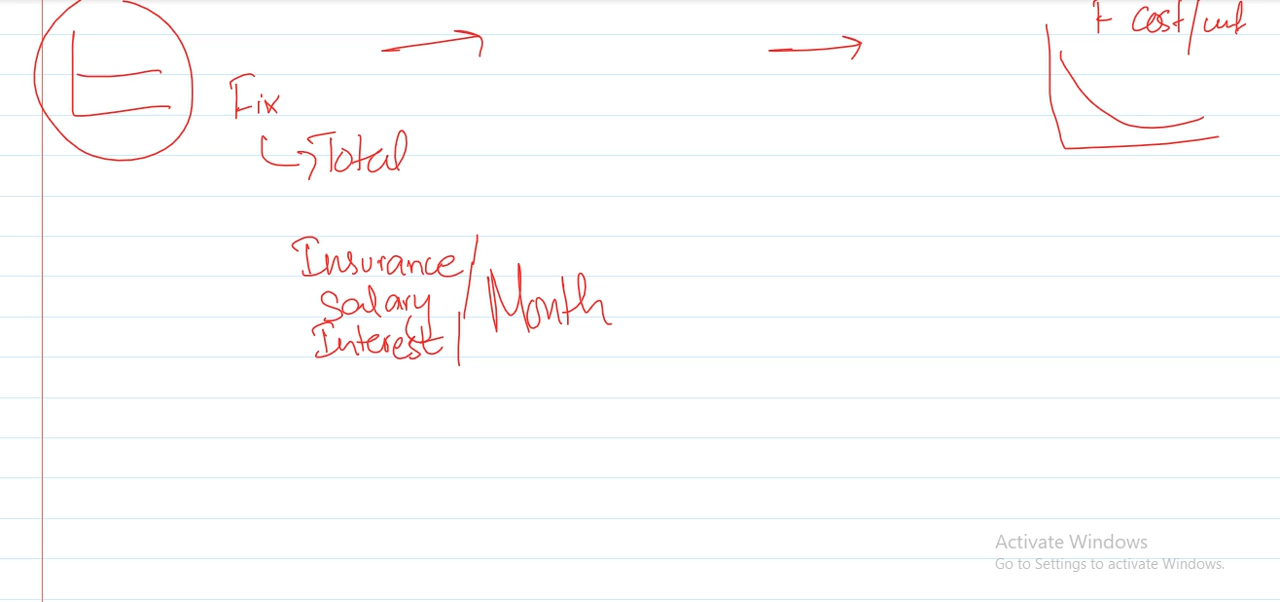 F cost/unit
Fix
Total
Insurance/
Salary
Interest/
Month
Activate Windows
Go to Settings to activate Windows.